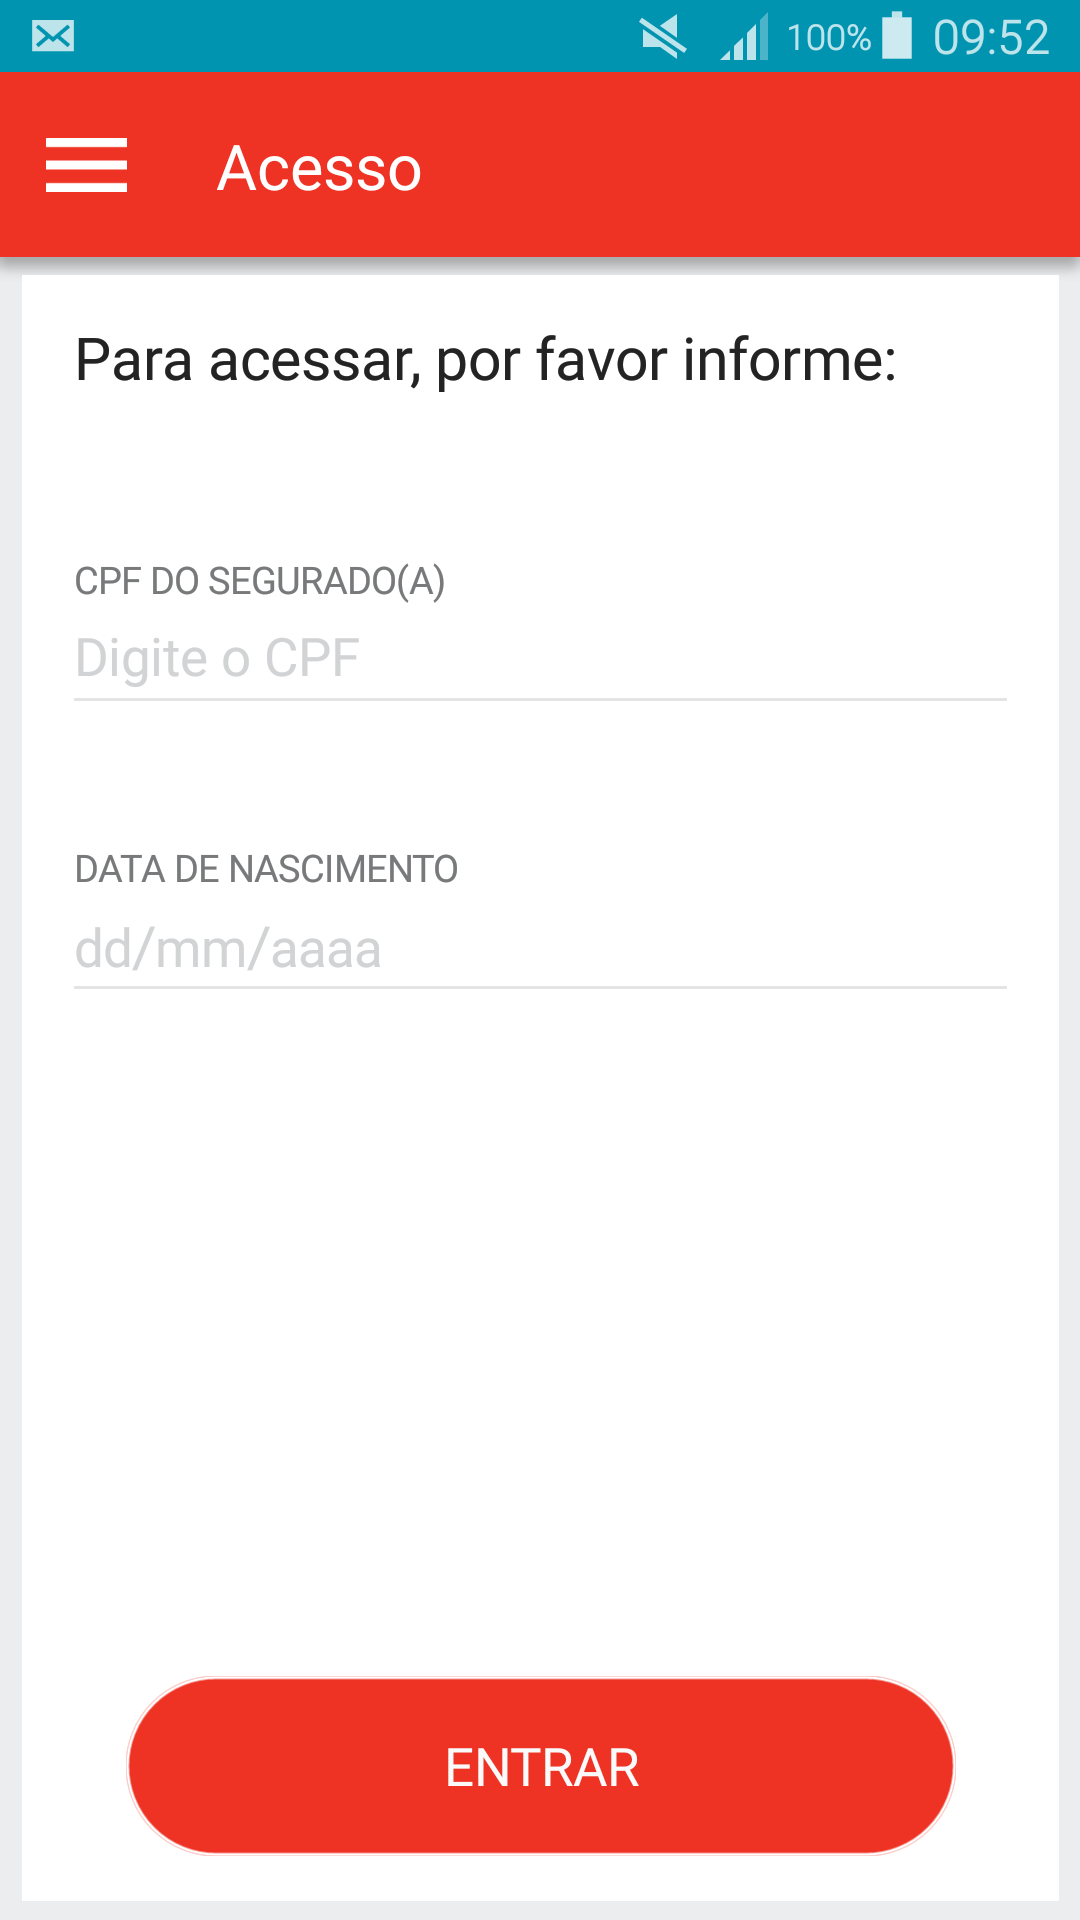 100% 09:52
Acesso
Para acessar, por favor informe:
CPF DO SEGURADO(A)
Digite o CPF
DATA DE NASCIMENTO
dd/mm/aaaa
ENTRAR